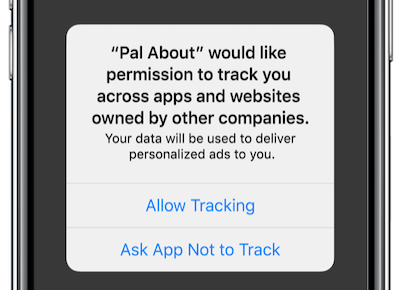 “Pal About” would like
permission to track you
across apps and websites
owned by other companies.
Your data will be used to deliver
personalized ads to you.
Allow Tracking
Ask App Not to Track